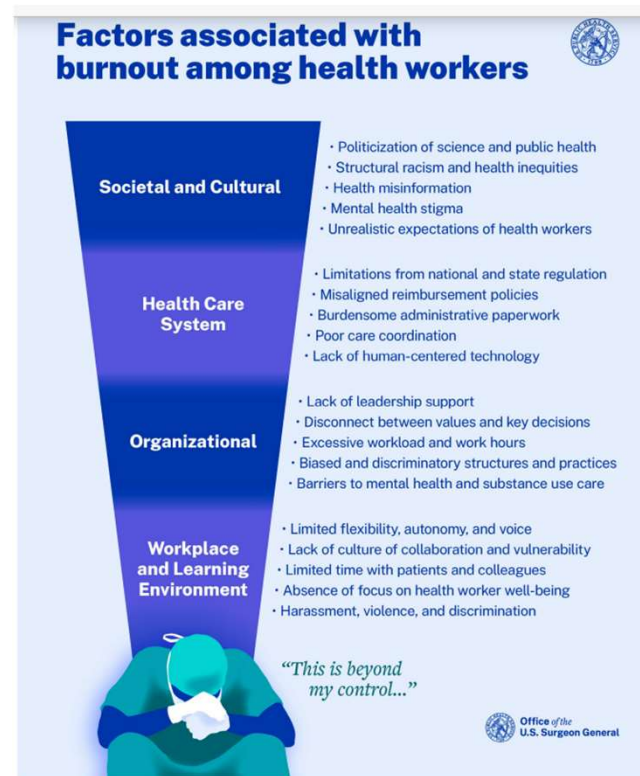 Factors associated with
burnout among health workers
Societal and Cultural
· Politicization of science and public health
· Structural racism and health inequities
· Health misinformation
· Mental health stigma
· Unrealistic expectations of health workers
Health Care
System
· Limitations from national and state regulation
· Misaligned reimbursement policies
· Burdensome administrative paperwork
· Poor care coordination
· Lack of human-centered technology
Organizational
· Lack of leadership support
· Disconnect between values and key decisions
· Excessive workload and work hours
· Biased and discriminatory structures and practices
· Barriers to mental health and substance use care
Workplace
and Learning
Environment
· Limited flexibility, autonomy, and voice
· Lack of culture of collaboration and vulnerability
· Limited time with patients and colleagues
· Absence of focus on health worker well-being
· Harassment, violence, and discrimination
“This is beyond
my control...”
Office of the
U.S. Surgeon General